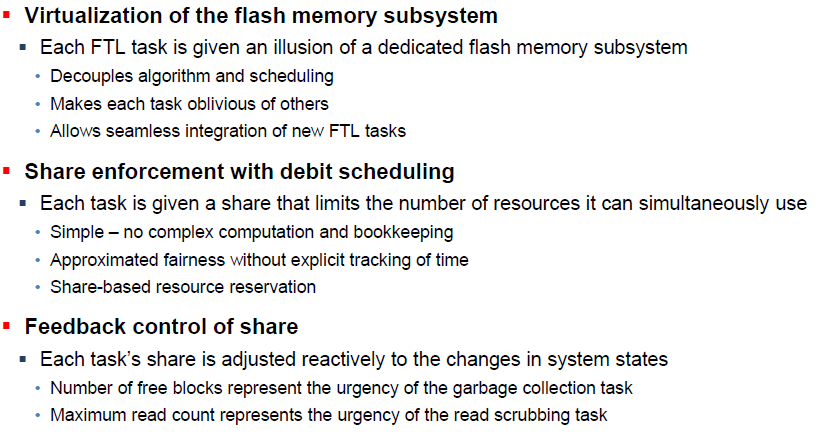 Virtualization of the flash memory subsystem
Each FTL task is given an illusion of a dedicated flash memory subsystem
Decouples algorithm and scheduling
Makes each task oblivious of others
Allows seamless integration of new FTL tasks
Share enforcement with debit scheduling
Each task is given a share that limits the number of resources it can simultaneously use
Simple – no complex computation and bookkeeping
Approximated fairness without explicit tracking of time
Share-based resource reservation
Feedback control of share
Each task's share is adjusted reactively to the changes in system states
Number of free blocks represent the urgency of the garbage collection task
Maximum read count represents the urgency of the read scrubbing task